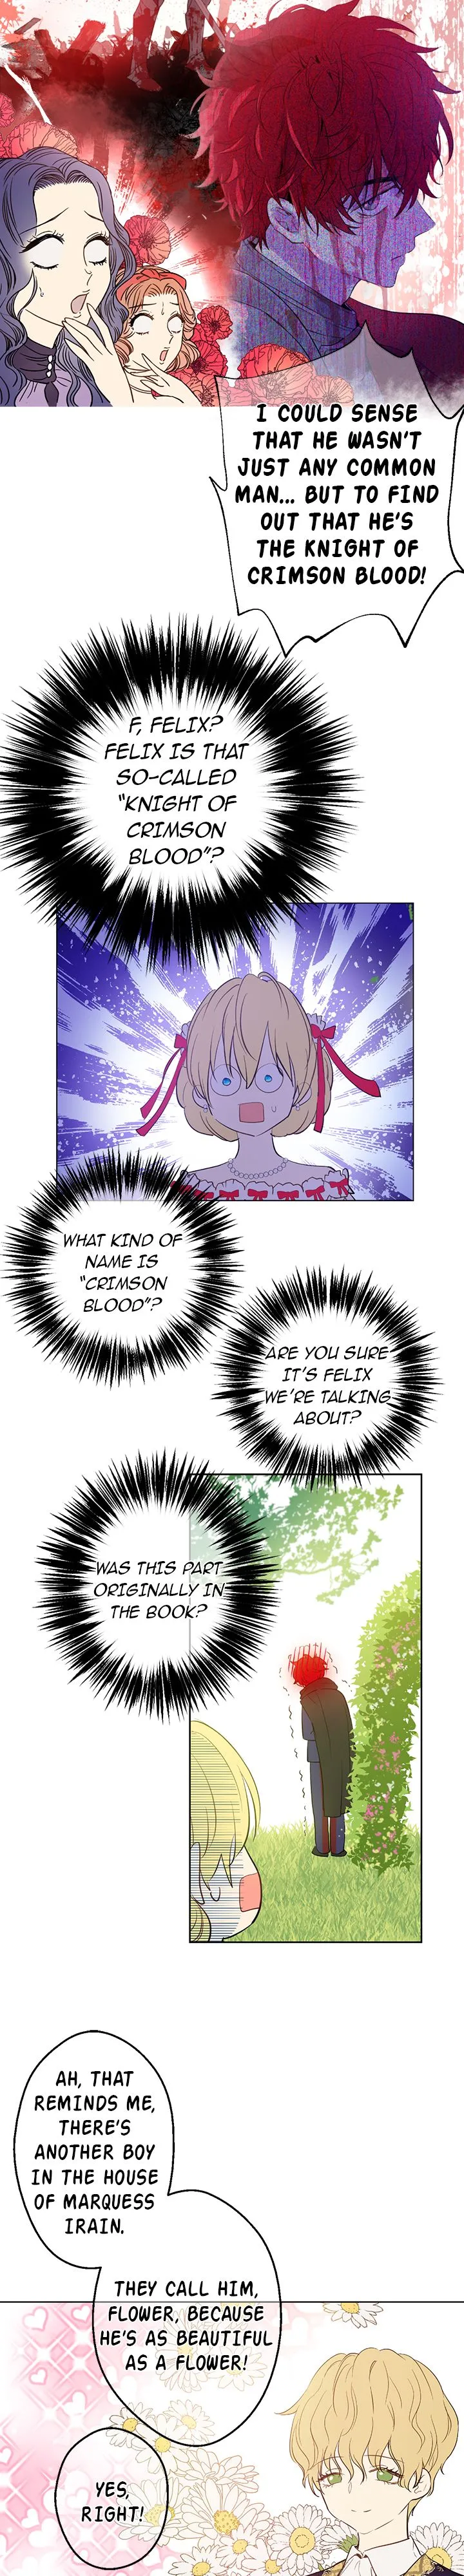 I COULD SENSE
THAT HE WASN'T
JUST ANY COMMON
MAN... BUT TO FIND
OUT THAT HE'S
THE KNIGHT OF
CRIMSON BLOOD!
F, FELIX?
FELIX IS THAT
SO-CALLED
"KNIGHT OF
CRIMSON
BLOOD"?
WHAT KIND OF
NAME IS
"CRIMSON
BLOOD"?
ARE YOU SURE
IT'S FELIX
WE'RE TALKING
ABOUT?
WAS THIS PART
ORIGINALLY IN
THE BOOK?
AH, THAT
REMINDS ME,
THERE'S
ANOTHER BOY
IN THE HOUSE
OF MARQUESS
IRAIN.
THEY CALL HIM,
FLOWER, BECAUSE
HE'S AS BEAUTIFUL
AS A FLOWER!
YES,
RIGHT!